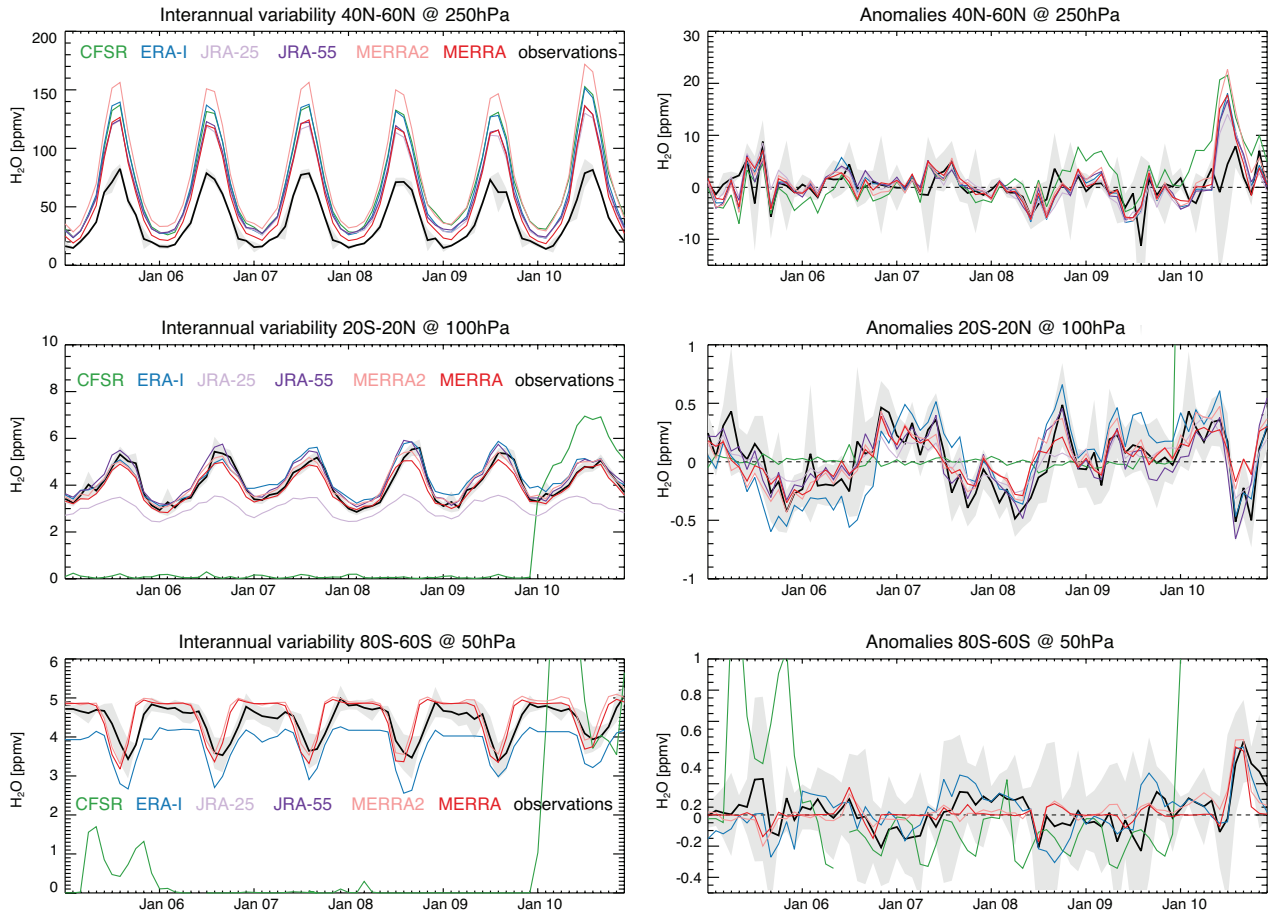 Interannual variability 40N-60N @ 250hPa
200
150
100
50
0
H₂O [ppmv]
CFSR ERA-I JRA-25 JRA-55 MERRA2 MERRA observations
Jan 06 Jan 07 Jan 08 Jan 09 Jan 10
Anomalies 40N-60N @ 250hPa
30
20
10
0
-10
H₂O [ppmv]
Jan 06 Jan 07 Jan 08 Jan 09 Jan 10
Interannual variability 20S-20N @ 100hPa
10
8
6
4
2
0
H₂O [ppmv]
CFSR ERA-I JRA-25 JRA-55 MERRA2 MERRA observations
Jan 06 Jan 07 Jan 08 Jan 09 Jan 10
Anomalies 20S-20N @ 100hPa
1
0.5
0
-0.5
-1
H₂O [ppmv]
Jan 06 Jan 07 Jan 08 Jan 09 Jan 10
Interannual variability 80S-60S @ 50hPa
6
5
4
3
2
1
0
H₂O [ppmv]
CFSR ERA-I JRA-25 JRA-55 MERRA2 MERRA observations
Jan 06 Jan 07 Jan 08 Jan 09 Jan 10
Anomalies 80S-60S @ 50hPa
1
0.8
0.6
0.4
0.2
0
-0.2
-0.4
H₂O [ppmv]
Jan 06 Jan 07 Jan 08 Jan 09 Jan 10